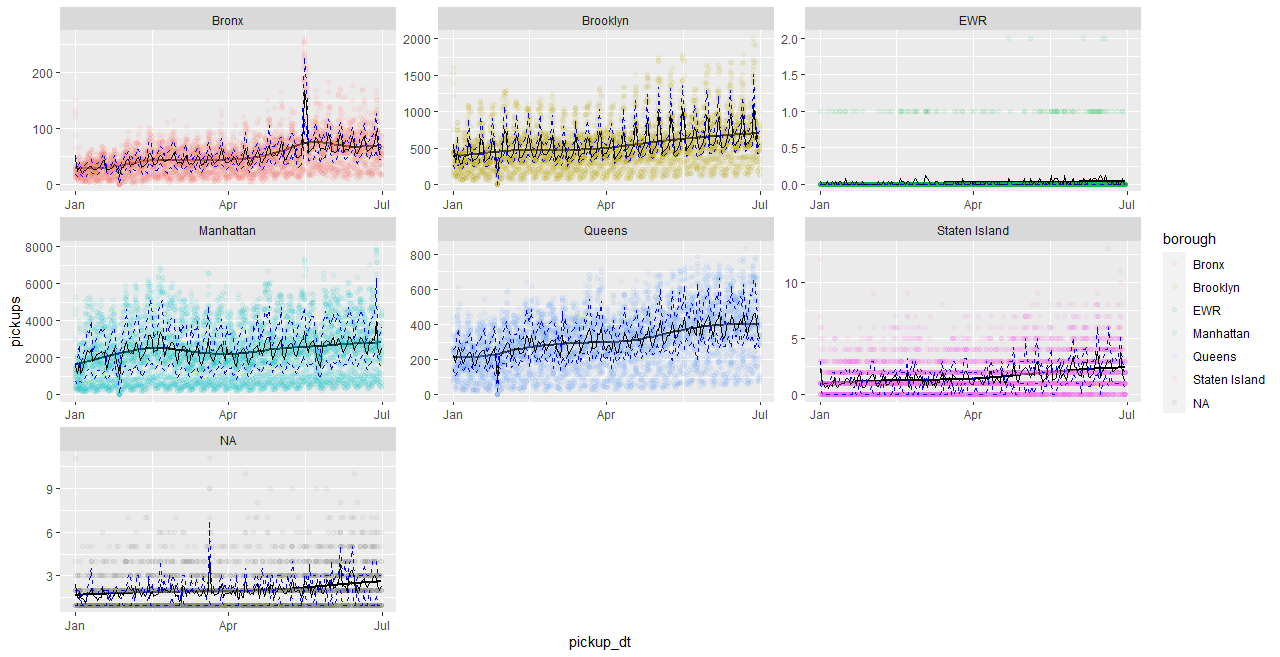 Bronx
Brooklyn
EWR
200
100
0
Jan
Apr
Jul
2000
1500
1000
500
0
Jan
Apr
Jul
2.0
1.5
1.0
0.5
0.0
Jan
Apr
Jul
Manhattan
Queens
Staten Island
8000
6000
4000
2000
0
Jan
Apr
Jul
800
600
400
200
0
Jan
Apr
Jul
10
5
0
Jan
Apr
Jul
NA
9
6
3
Jan
Apr
Jul
pickups
pickup_dt
borough
Bronx
Brooklyn
EWR
Manhattan
Queens
Staten Island
NA